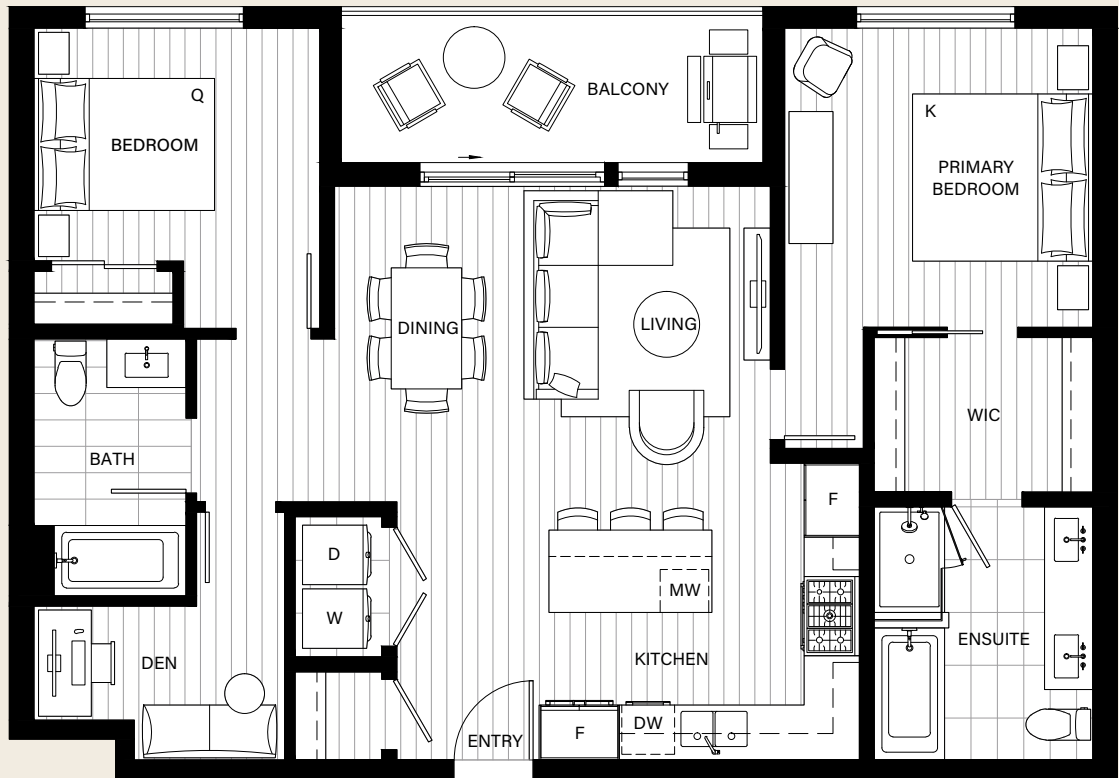 Q
BEDROOM
BALCONY
K
PRIMARY
BEDROOM
DINING
LIVING
WIC
BATH
F
D
W
MW
DEN
KITCHEN
ENSUITE
ENTRY
F
DW